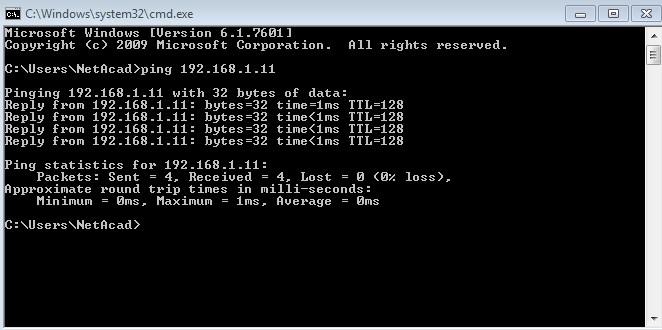 C:\Windows\system32\cmd.exe
Microsoft Windows [Version 6.1.7601]
Copyright (c) 2009 Microsoft Corporation.  All rights reserved.
C:\Users\NetAcad>ping 192.168.1.11
Pinging 192.168.1.11 with 32 bytes of data:
Reply from 192.168.1.11: bytes=32 time=1ms TTL=128
Reply from 192.168.1.11: bytes=32 time<1ms TTL=128
Reply from 192.168.1.11: bytes=32 time<1ms TTL=128
Reply from 192.168.1.11: bytes=32 time<1ms TTL=128
Ping statistics for 192.168.1.11:
    Packets: Sent = 4, Received = 4, Lost = 0 (0% loss),
Approximate round trip times in milli-seconds:
    Minimum = 0ms, Maximum = 1ms, Average = 0ms
C:\Users\NetAcad>